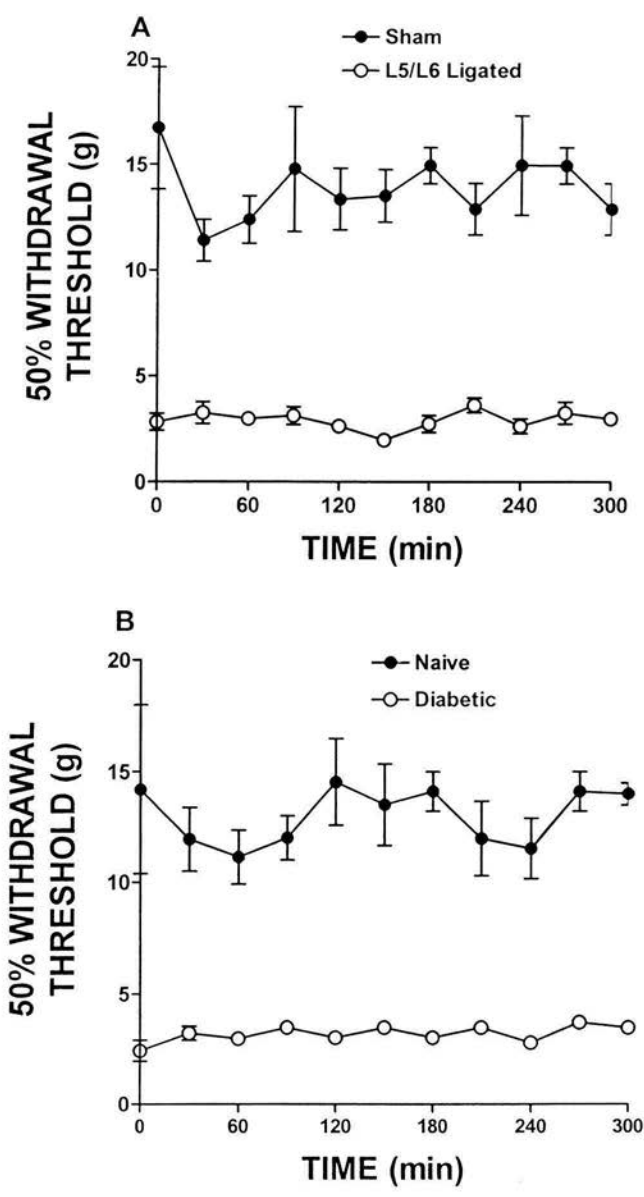 A
Sham
L5/L6 Ligated
20
15
10
5
0
50% WITHDRAWAL
THRESHOLD (g)
0 60 120 180 240 300
TIME (min)
B
Naive
Diabetic
20
15
10
5
0
50% WITHDRAWAL
THRESHOLD (g)
0 60 120 180 240 300
TIME (min)